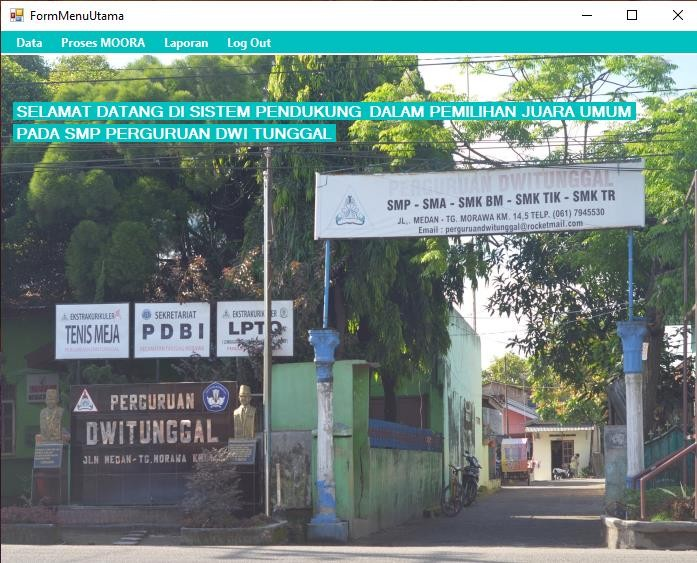 FormMenuUtama
Data Proses MOORA Laporan Log Out
SELAMAT DATANG DI SISTEM PENDUKUNG DALAM PEMILIHAN JUARA UMUM
PADA SMP PERGURUAN DWI TUNGGAL
PERGURUAN DWITUNGGAL
SMP - SMA - SMK BM - SMK TIK - SMK TR
JL. MEDAN - TG. MORAWA KM. 14,5 TELP. (061) 7945530
Email : perguruandwitunggal@rocketmail.com
EKSTRAKURIKULER
TENIS MEJA
SEKRETARIAT
PDBI
EKSTRAKURIKULER
LPTQ
PERGURUAN
DWITUNGGAL
JLN MEDAN-TG.MORAWA KM